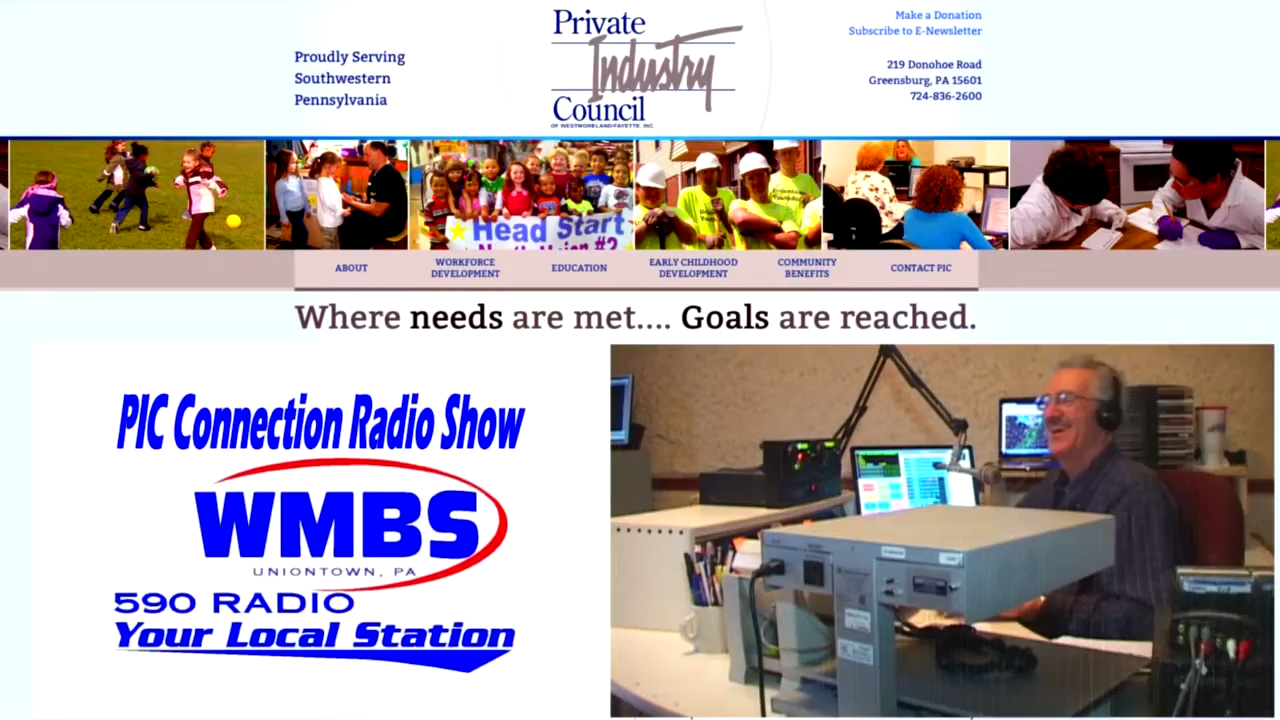 Proudly Serving
Southwestern
Pennsylvania
Private
Industry
Council
OF WESTMORELAND-FAYETTE, INC.
Make a Donation
Subscribe to E-Newsletter
219 Donohoe Road
Greensburg, PA 15601
724-836-2600
Head Start
North Union #2
ABOUT
WORKFORCE
DEVELOPMENT
EDUCATION
EARLY CHILDHOOD
DEVELOPMENT
COMMUNITY
BENEFITS
CONTACT PIC
Where needs are met.... Goals are reached.
PIC Connection Radio Show
WMBS
UNIONTOWN, PA
590 RADIO
Your Local Station